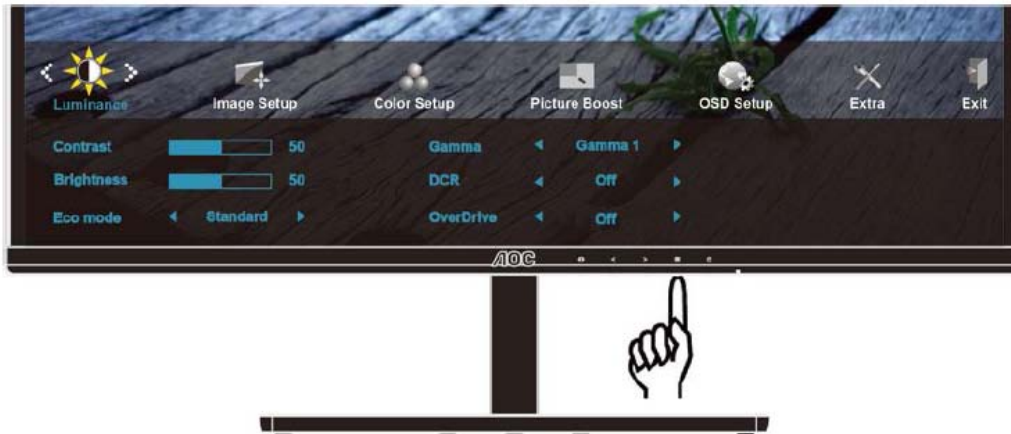 Luminance Image Setup Color Setup Picture Boost OSD Setup Extra Exit
Contrast 50 Gamma Gamma 1
Brightness 50 DCR Off
Eco mode Standard OverDrive Off
AOC